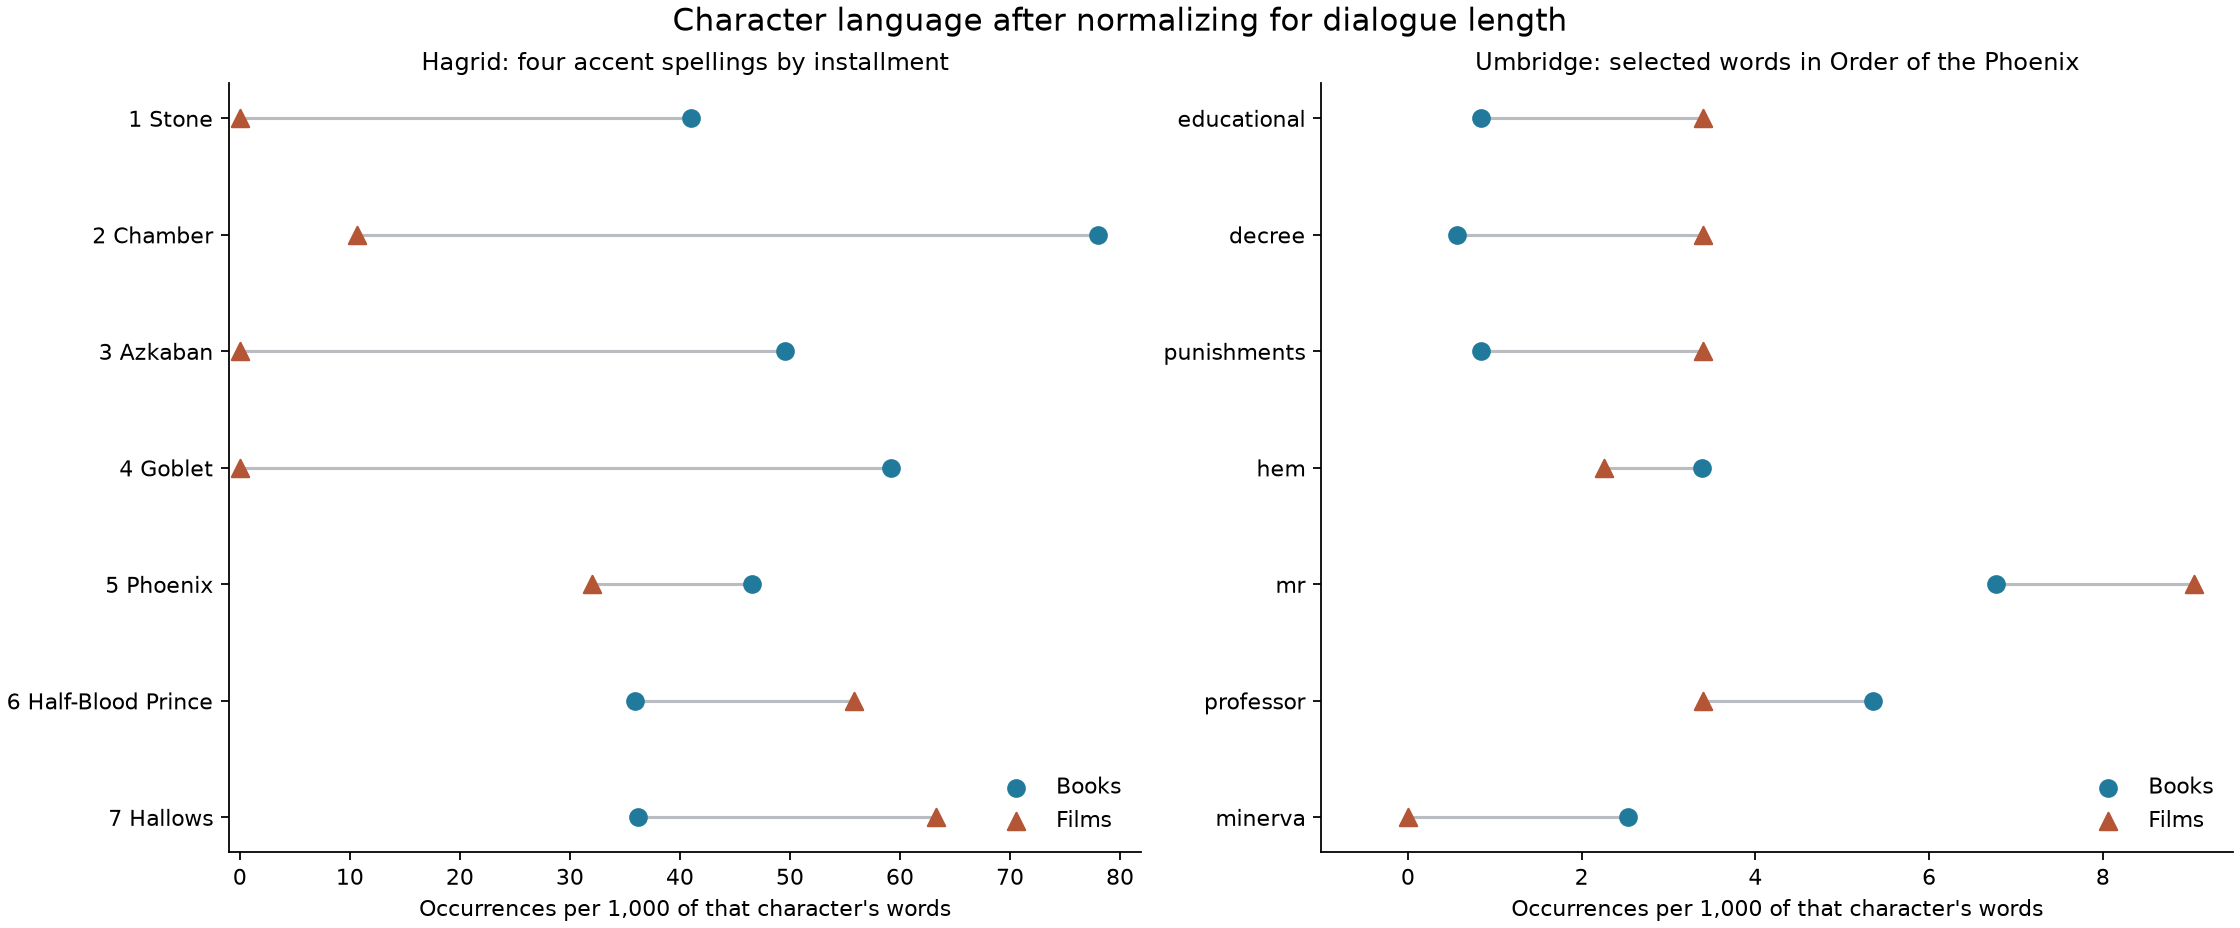 Character language after normalizing for dialogue length
Hagrid: four accent spellings by installment
1 Stone
2 Chamber
3 Azkaban
4 Goblet
5 Phoenix
6 Half-Blood Prince
7 Hallows
Books
Films
0 10 20 30 40 50 60 70 80
Occurrences per 1,000 of that character's words
Umbridge: selected words in Order of the Phoenix
educational
decree
punishments
hem
mr
professor
minerva
Books
Films
0 2 4 6 8
Occurrences per 1,000 of that character's words